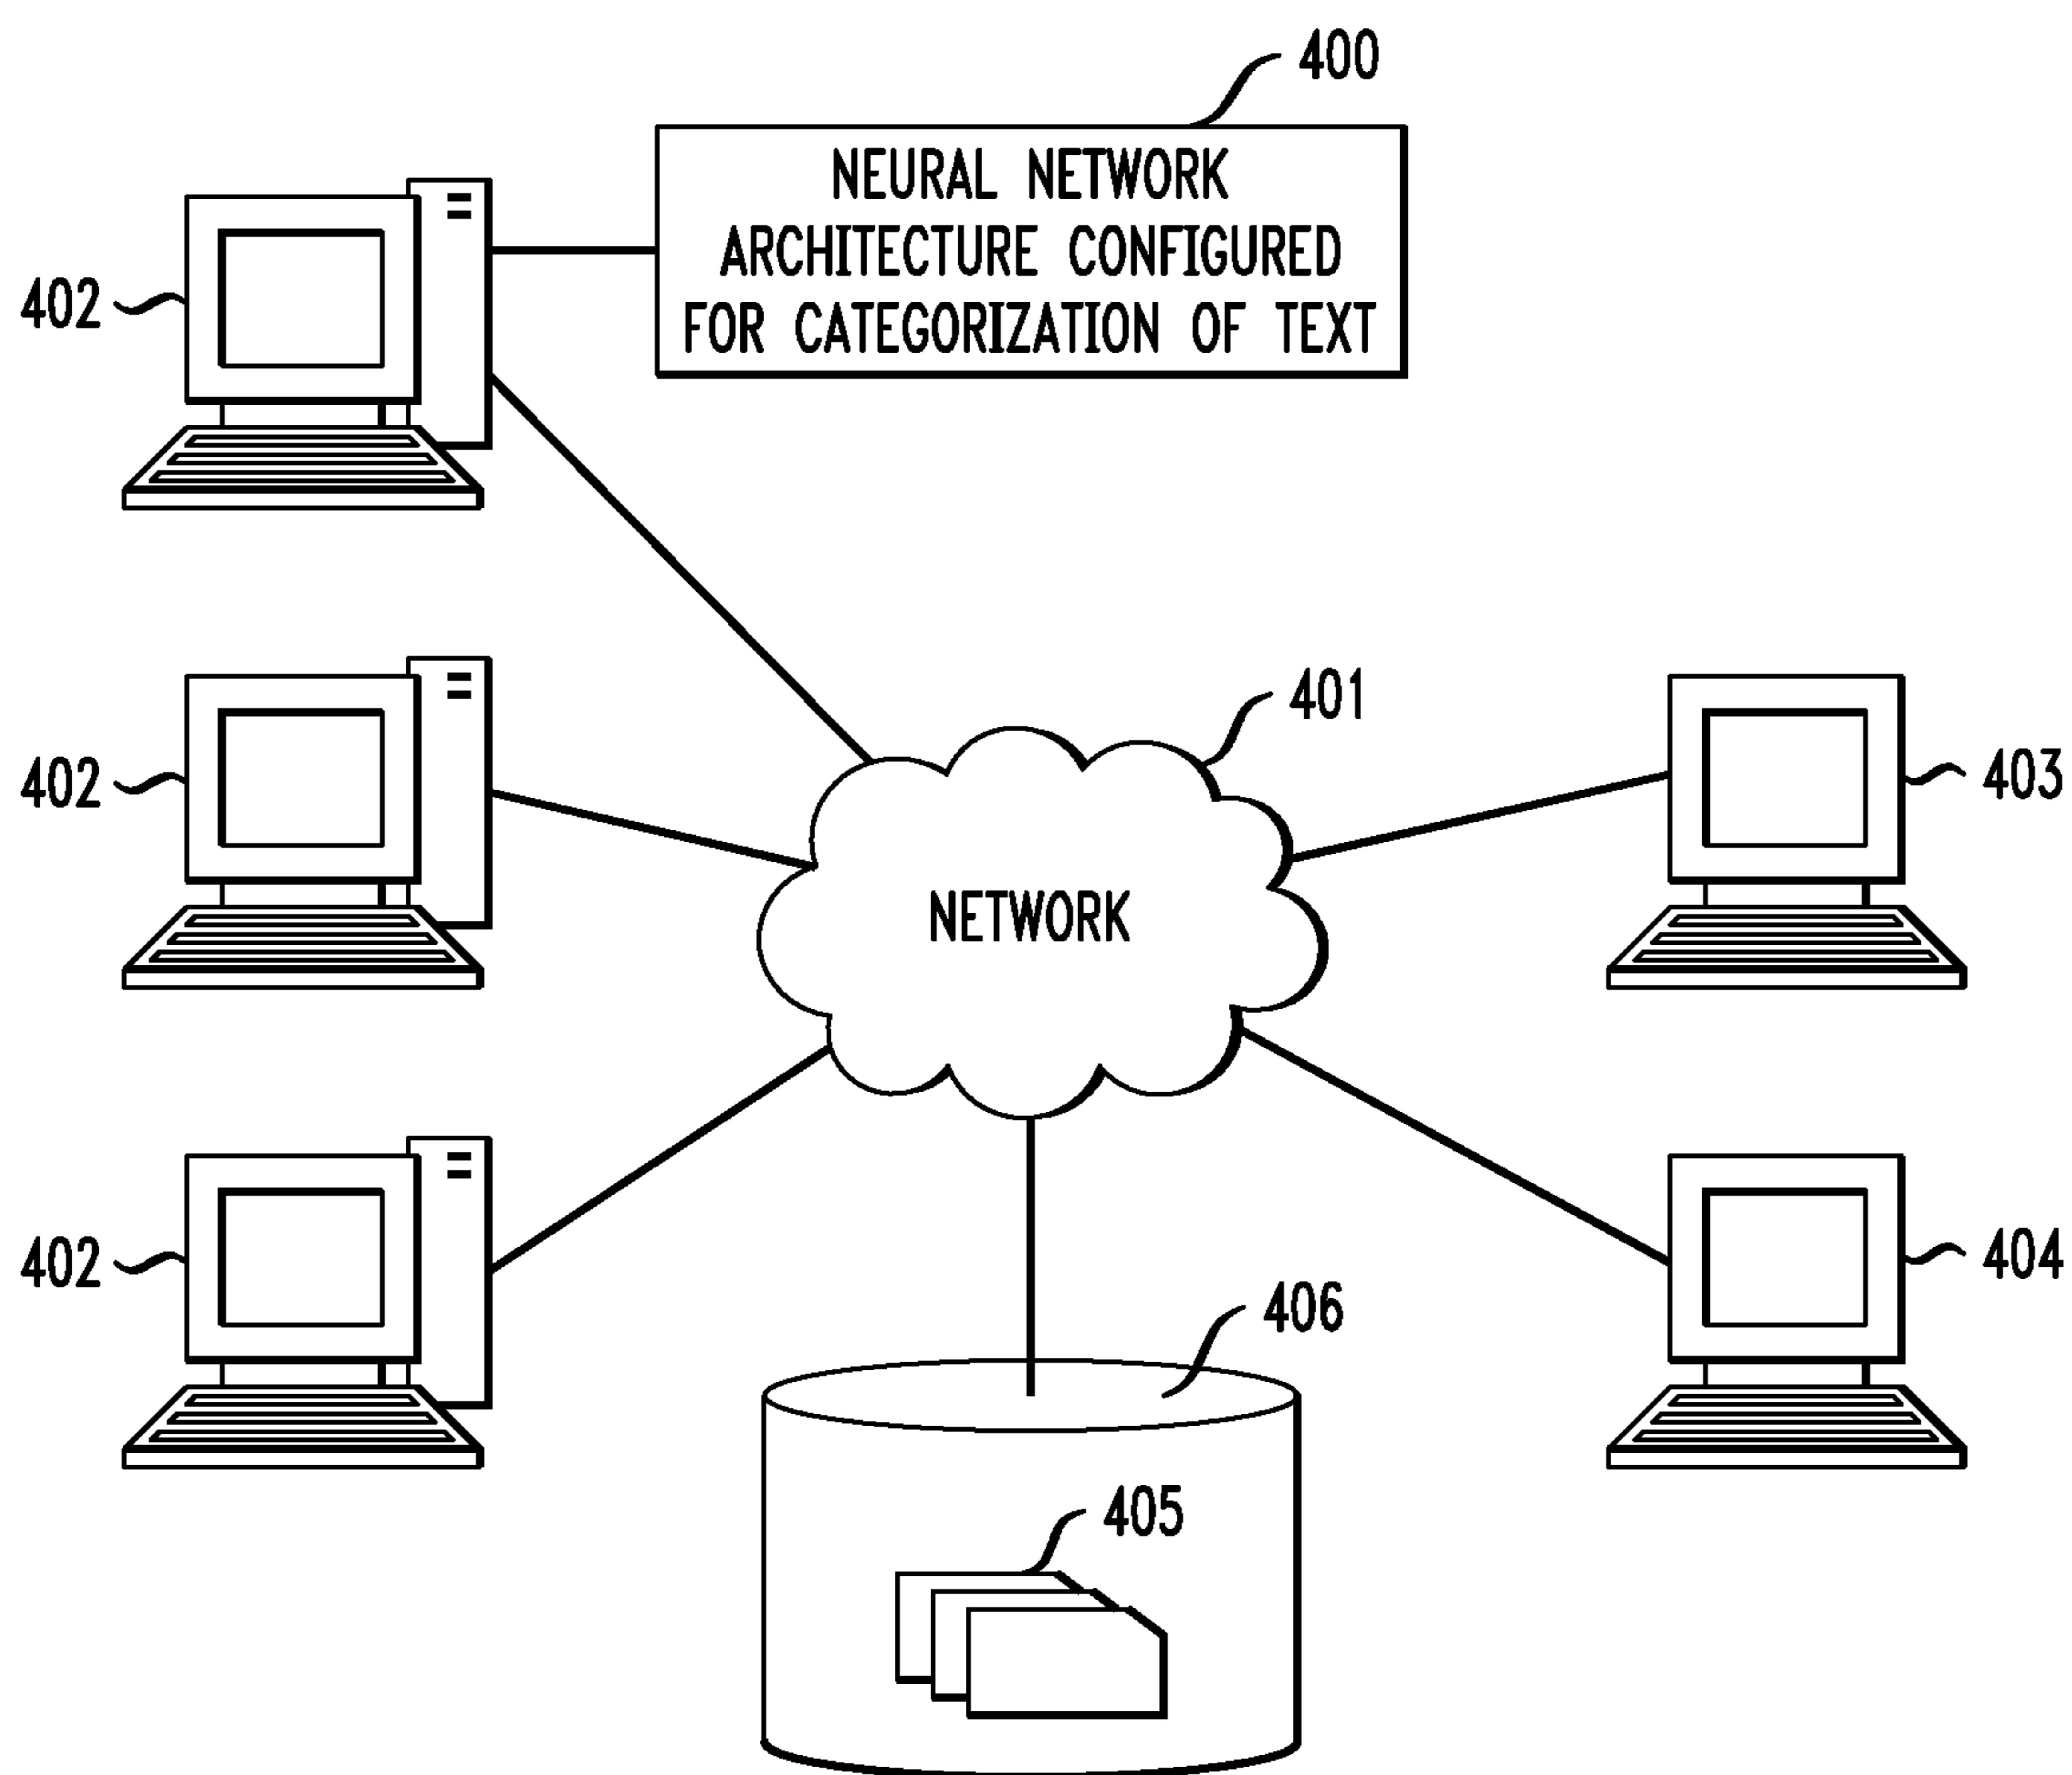 400
NEURAL NETWORK
ARCHITECTURE CONFIGURED
FOR CATEGORIZATION OF TEXT
402
401
402
403
NETWORK
402
404
406
405